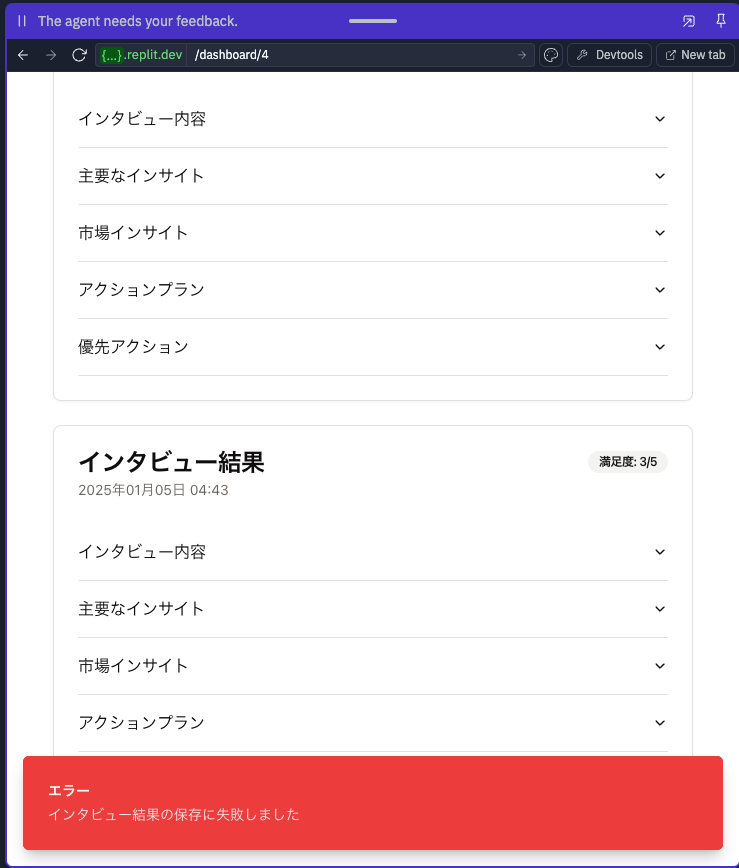 The agent needs your feedback.
{...}.replit.dev /dashboard/4 Devtools New tab
インタビュー内容
主要なインサイト
市場インサイト
アクションプラン
優先アクション
インタビュー結果 満足度: 3/5
2025年01月05日 04:43
インタビュー内容
主要なインサイト
市場インサイト
アクションプラン
エラー
インタビュー結果の保存に失敗しました